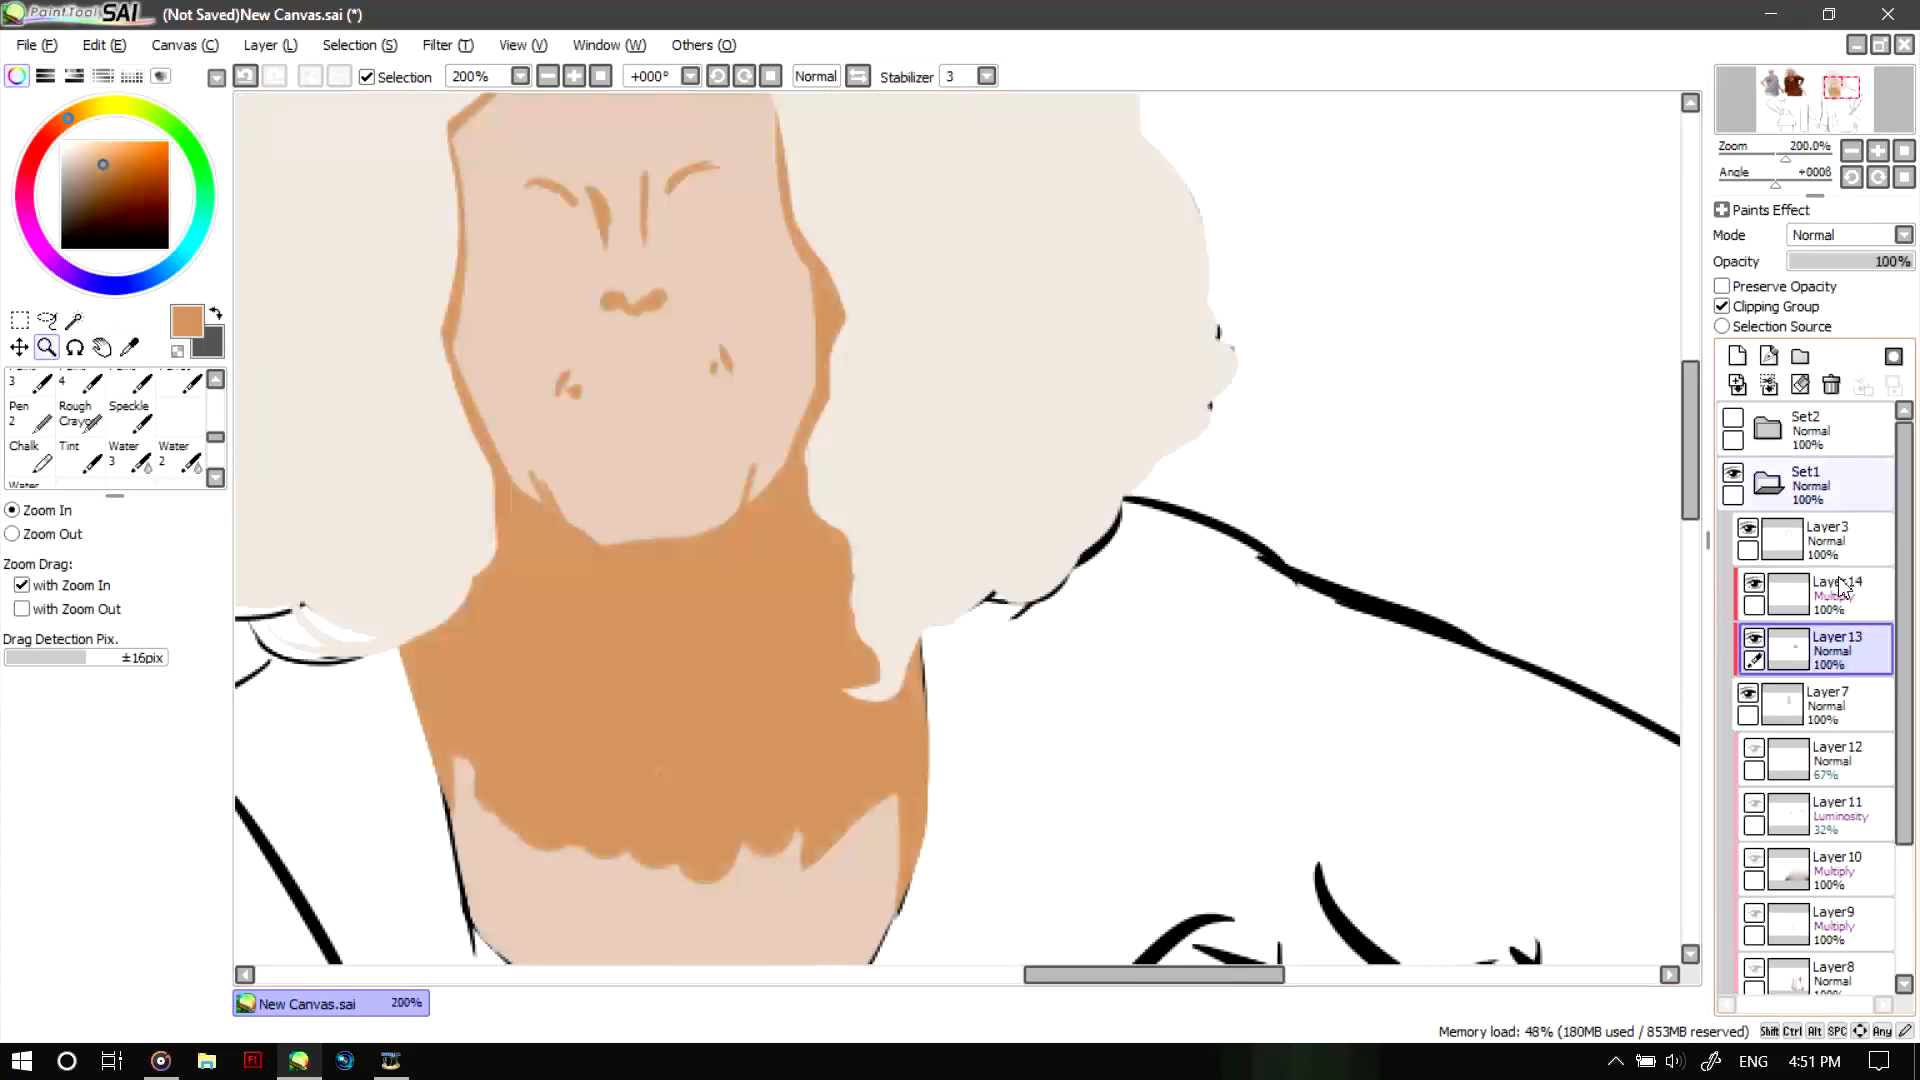 PaintTool SAI (Not Saved)New Canvas.sai (*)
File (F) Edit (E) Canvas (C) Layer (L) Selection (S) Filter (T) View (V) Window (W) Others (O)
Selection 200% +000° Normal Stabilizer 3
Zoom 200.0%
Angle
Paints Effect
Mode Normal
Opacity 100%
Preserve Opacity
Clipping Group
Selection Source
3 4
Pen 2 Rough Crayon Speckle
Chalk Tint Water 3 Water 2
Water
Zoom In
Zoom Out
Zoom Drag:
with Zoom In
with Zoom Out
Drag Detection Pix.
±16pix
Set2
Normal
100%
Set1
Normal
100%
Layer3
Normal
100%
Layer14
Multiply
100%
Layer13
Normal
100%
Layer7
Normal
100%
Layer12
Normal
67%
Layer11
Luminosity
32%
Layer10
Multiply
100%
Layer9
Multiply
100%
Layer8
Normal
100%
New Canvas.sai 200%
Memory load: 48% (180MB used / 853MB reserved) Shift Ctrl Alt SPC Any
ENG 4:51 PM